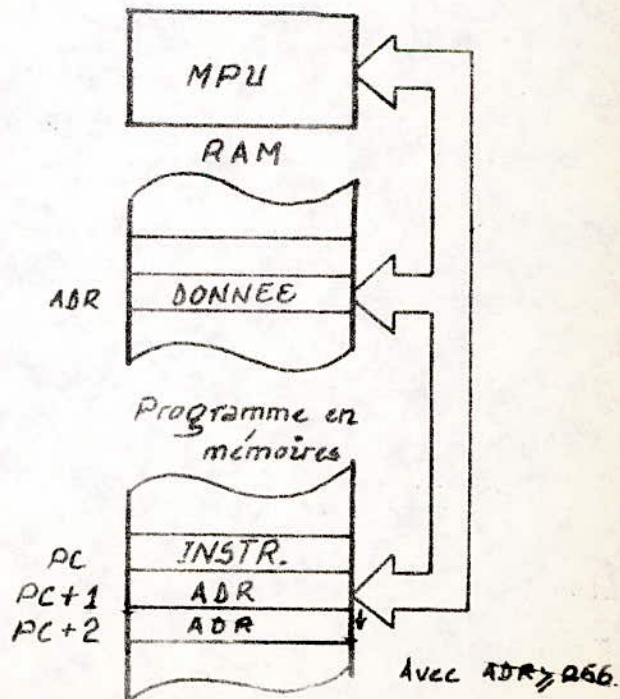 MPU
RAM
ADR DONNEE
Programme en
mémoires
PC INSTR.
PC+1 ADR
PC+2 ADR
Avec ADR ⩾ 256.